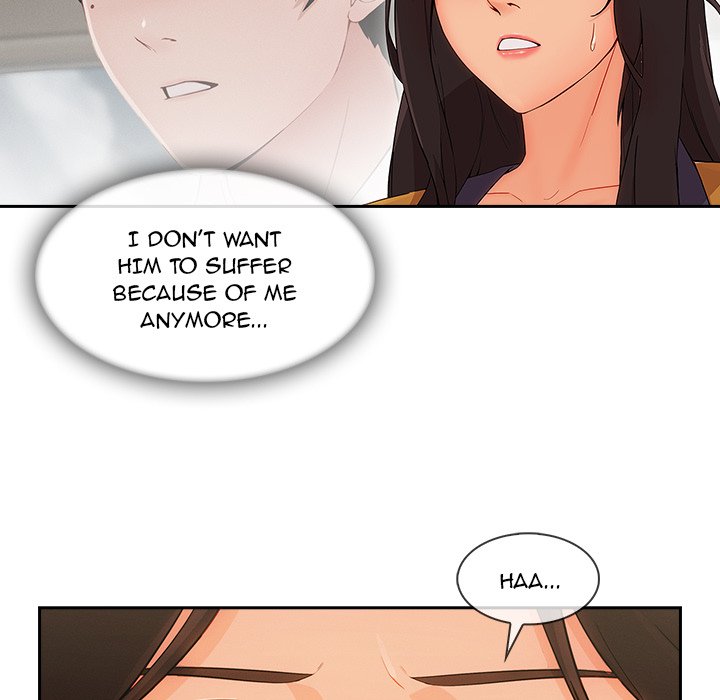 I DON'T WANT
HIM TO SUFFER
BECAUSE OF ME
ANYMORE...
HAA...